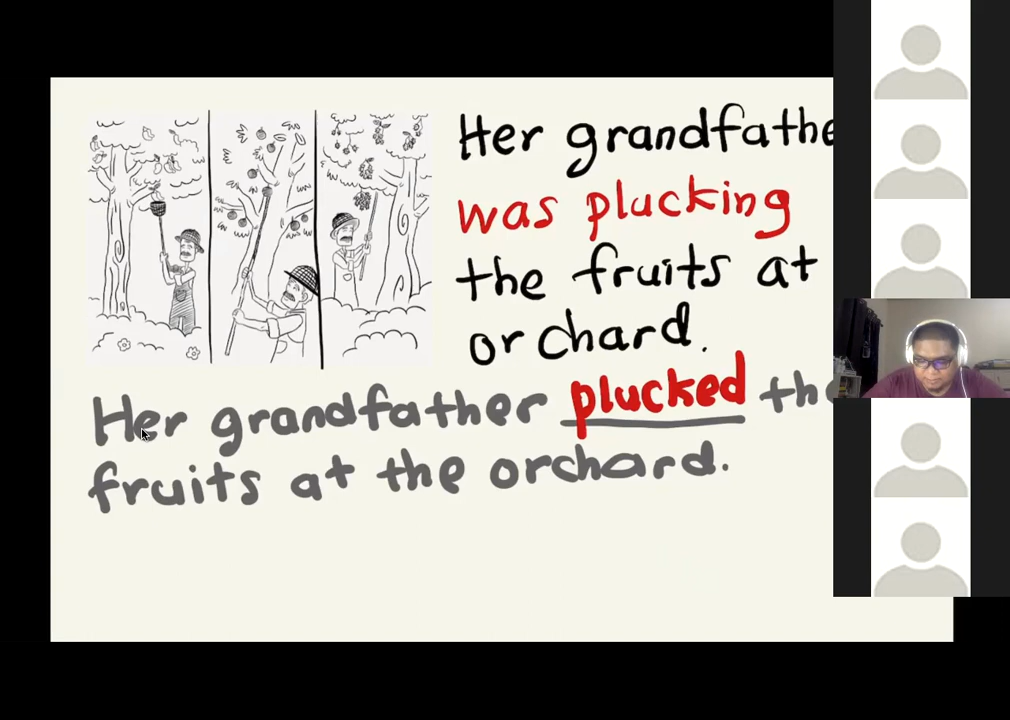 Her grandfathe
was plucking
the fruits at
orchard.
Her grandfather plucked the
fruits at the orchard.